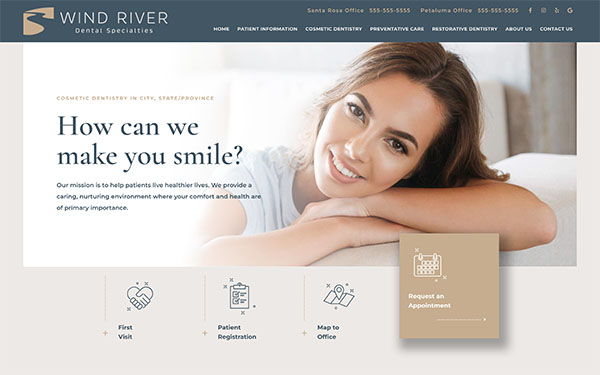 WIND RIVER
Dental Specialties
Santa Rosa Office 555-555-5555 Petaluma Office 555-555-5555
HOME PATIENT INFORMATION COSMETIC DENTISTRY PREVENTATIVE CARE RESTORATIVE DENTISTRY ABOUT US CONTACT US
COSMETIC DENTISTRY IN CITY, STATE/PROVINCE
How can we
make you smile?
Our mission is to help patients live healthier lives. We provide a
caring, nurturing environment where your comfort and health are
of primary importance.
Request an
Appointment
First
Visit
Patient
Registration
Map to
Office